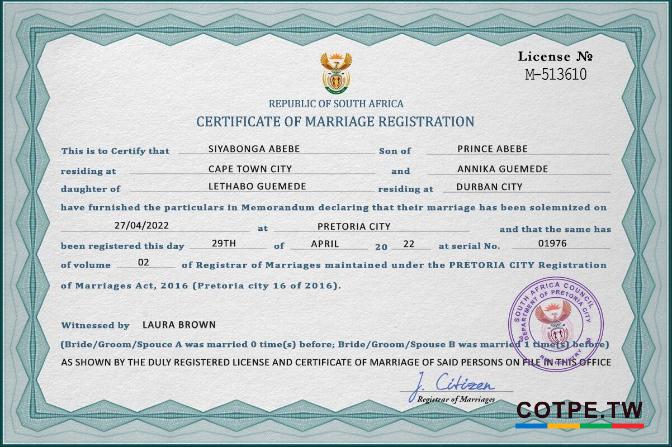 License №
M-513610
REPUBLIC OF SOUTH AFRICA
CERTIFICATE OF MARRIAGE REGISTRATION
This is to Certify that SIYABONGA ABEBE Son of PRINCE ABEBE
residing at CAPE TOWN CITY and ANNIKA GUEMEDE
daughter of LETHABO GUEMEDE residing at DURBAN CITY
have furnished the particulars in Memorandum declaring that their marriage has been solemnized on
27/04/2022 at PRETORIA CITY and that the same has
been registered this day 29TH of APRIL 20 22 at serial No. 01976
of volume 02 of Registrar of Marriages maintained under the PRETORIA CITY Registration
of Marriages Act, 2016 (Pretoria city 16 of 2016).
SOUTH AFRICA COUNCIL
DEPARTMENT OF PRETORIA CITY
Witnessed by LAURA BROWN
(Bride/Groom/Spouce A was married 0 time(s) before; Bride/Groom/Spouse B was married 1 time(s) before)
AS SHOWN BY THE DULY REGISTERED LICENSE AND CERTIFICATE OF MARRIAGE OF SAID PERSONS ON FILE IN THIS OFFICE
J. Citizen
Registrar of Marriages
COTPE.TW